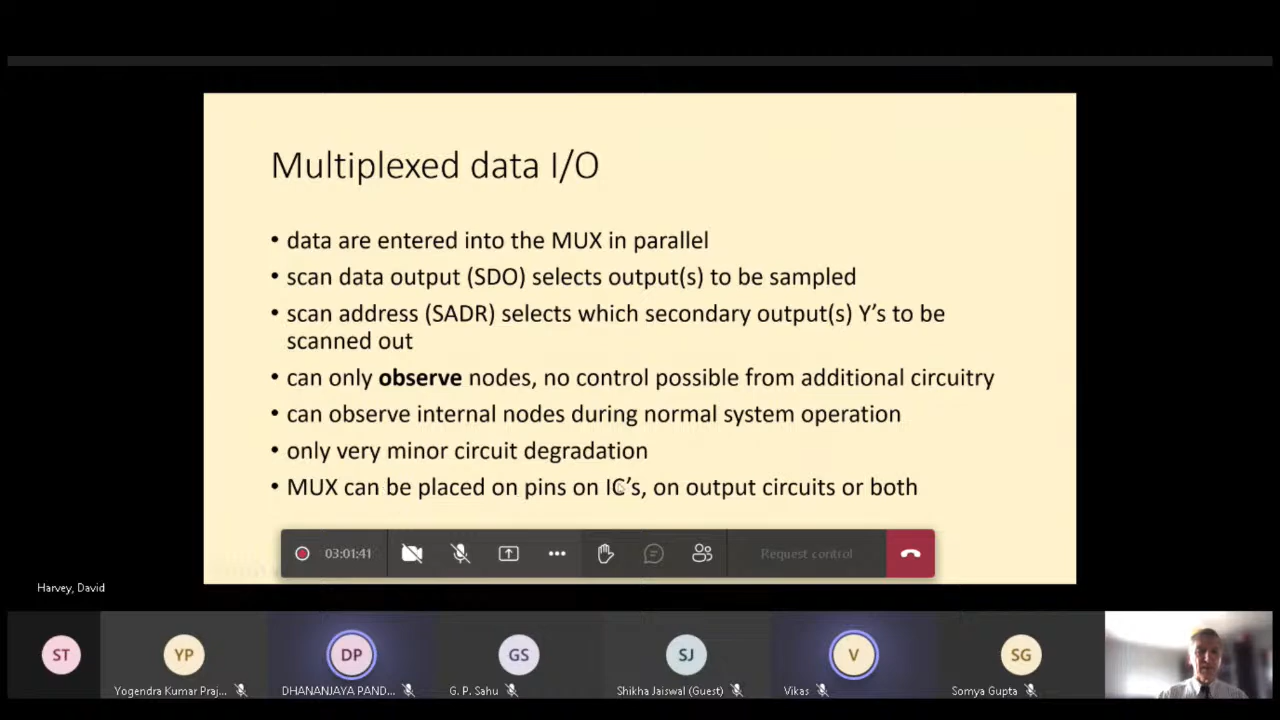 Multiplexed data I/O
• data are entered into the MUX in parallel
• scan data output (SDO) selects output(s) to be sampled
• scan address (SADR) selects which secondary output(s) Y's to be
scanned out
• can only observe nodes, no control possible from additional circuitry
• can observe internal nodes during normal system operation
• only very minor circuit degradation
• MUX can be placed on pins on IC's, on output circuits or both
03:01:41
Request control
Harvey, David
ST
YP
DP
GS
SJ
V
SG
Yogendra Kumar Praj...
DHANANJAYA PAND...
G. P. Sahu
Shikha Jaiswal (Guest)
Vikas
Somya Gupta